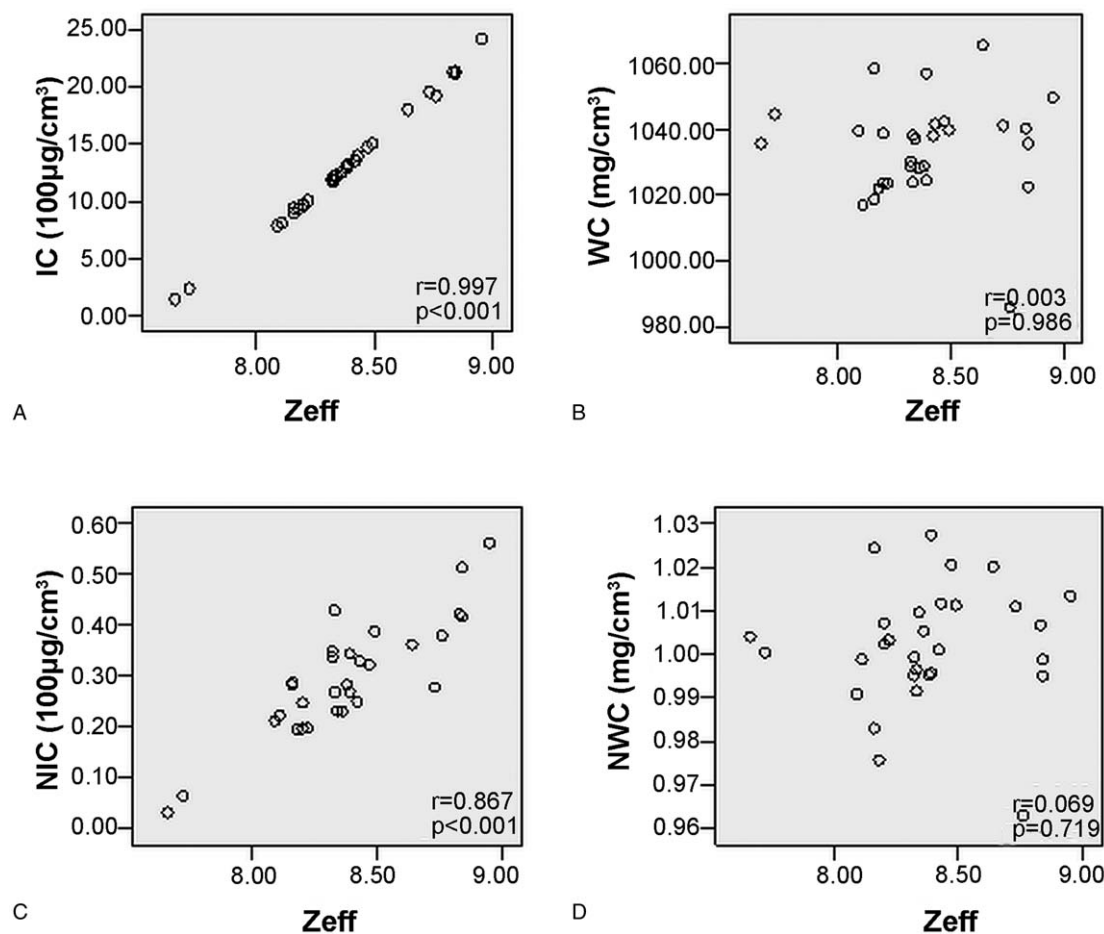 25.00
20.00
15.00
10.00
5.00
0.00
IC (100μg/cm³)
r=0.997
p<0.001
8.00 8.50 9.00
Zeff
A
1060.00
1040.00
1020.00
1000.00
980.00
WC (mg/cm³)
r=0.003
p=0.986
8.00 8.50 9.00
Zeff
B
0.60
0.50
0.40
0.30
0.20
0.10
0.00
NIC (100μg/cm³)
r=0.867
p<0.001
8.00 8.50 9.00
Zeff
C
1.03
1.02
1.01
1.00
0.99
0.98
0.97
0.96
NWC (mg/cm³)
r=0.069
p=0.719
8.00 8.50 9.00
Zeff
D